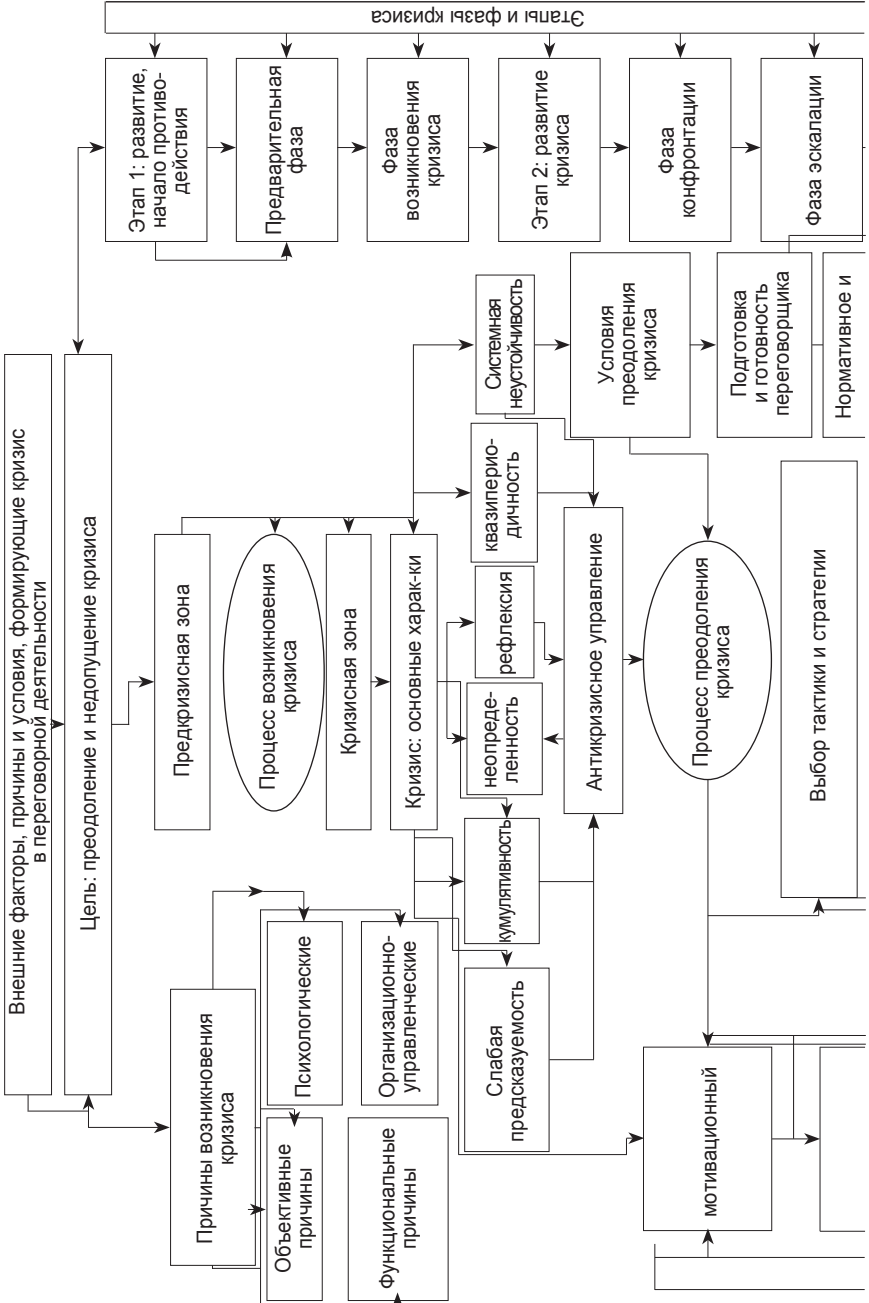 Внешние факторы, причины и условия, формирующие кризис
в переговорной деятельности
Цель: преодоление и недопущение кризиса
Причины возникновения
кризиса
Объективные
причины
Психологические
Функциональные
причины
Организационно-
управленческие
Предкризисная зона
Процесс возникновения
кризиса
Кризисная зона
Кризис: основные харак-ки
Слабая
предсказуемость
кумулятивность
неопреде-
ленность
рефлексия
квазиперио-
дичность
Системная
неустойчивость
Антикризисное управление
Условия
преодоления
кризиса
Процесс преодоления
кризиса
Подготовка
и готовность
переговорщика
Нормативное и
мотивационный
Выбор тактики и стратегии
Этап 1: развитие,
начало противо-
действия
Предварительная
фаза
Фаза
возникновения
кризиса
Этап 2: развитие
кризиса
Фаза
конфронтации
Фаза эскалации
Этапы и фазы кризиса